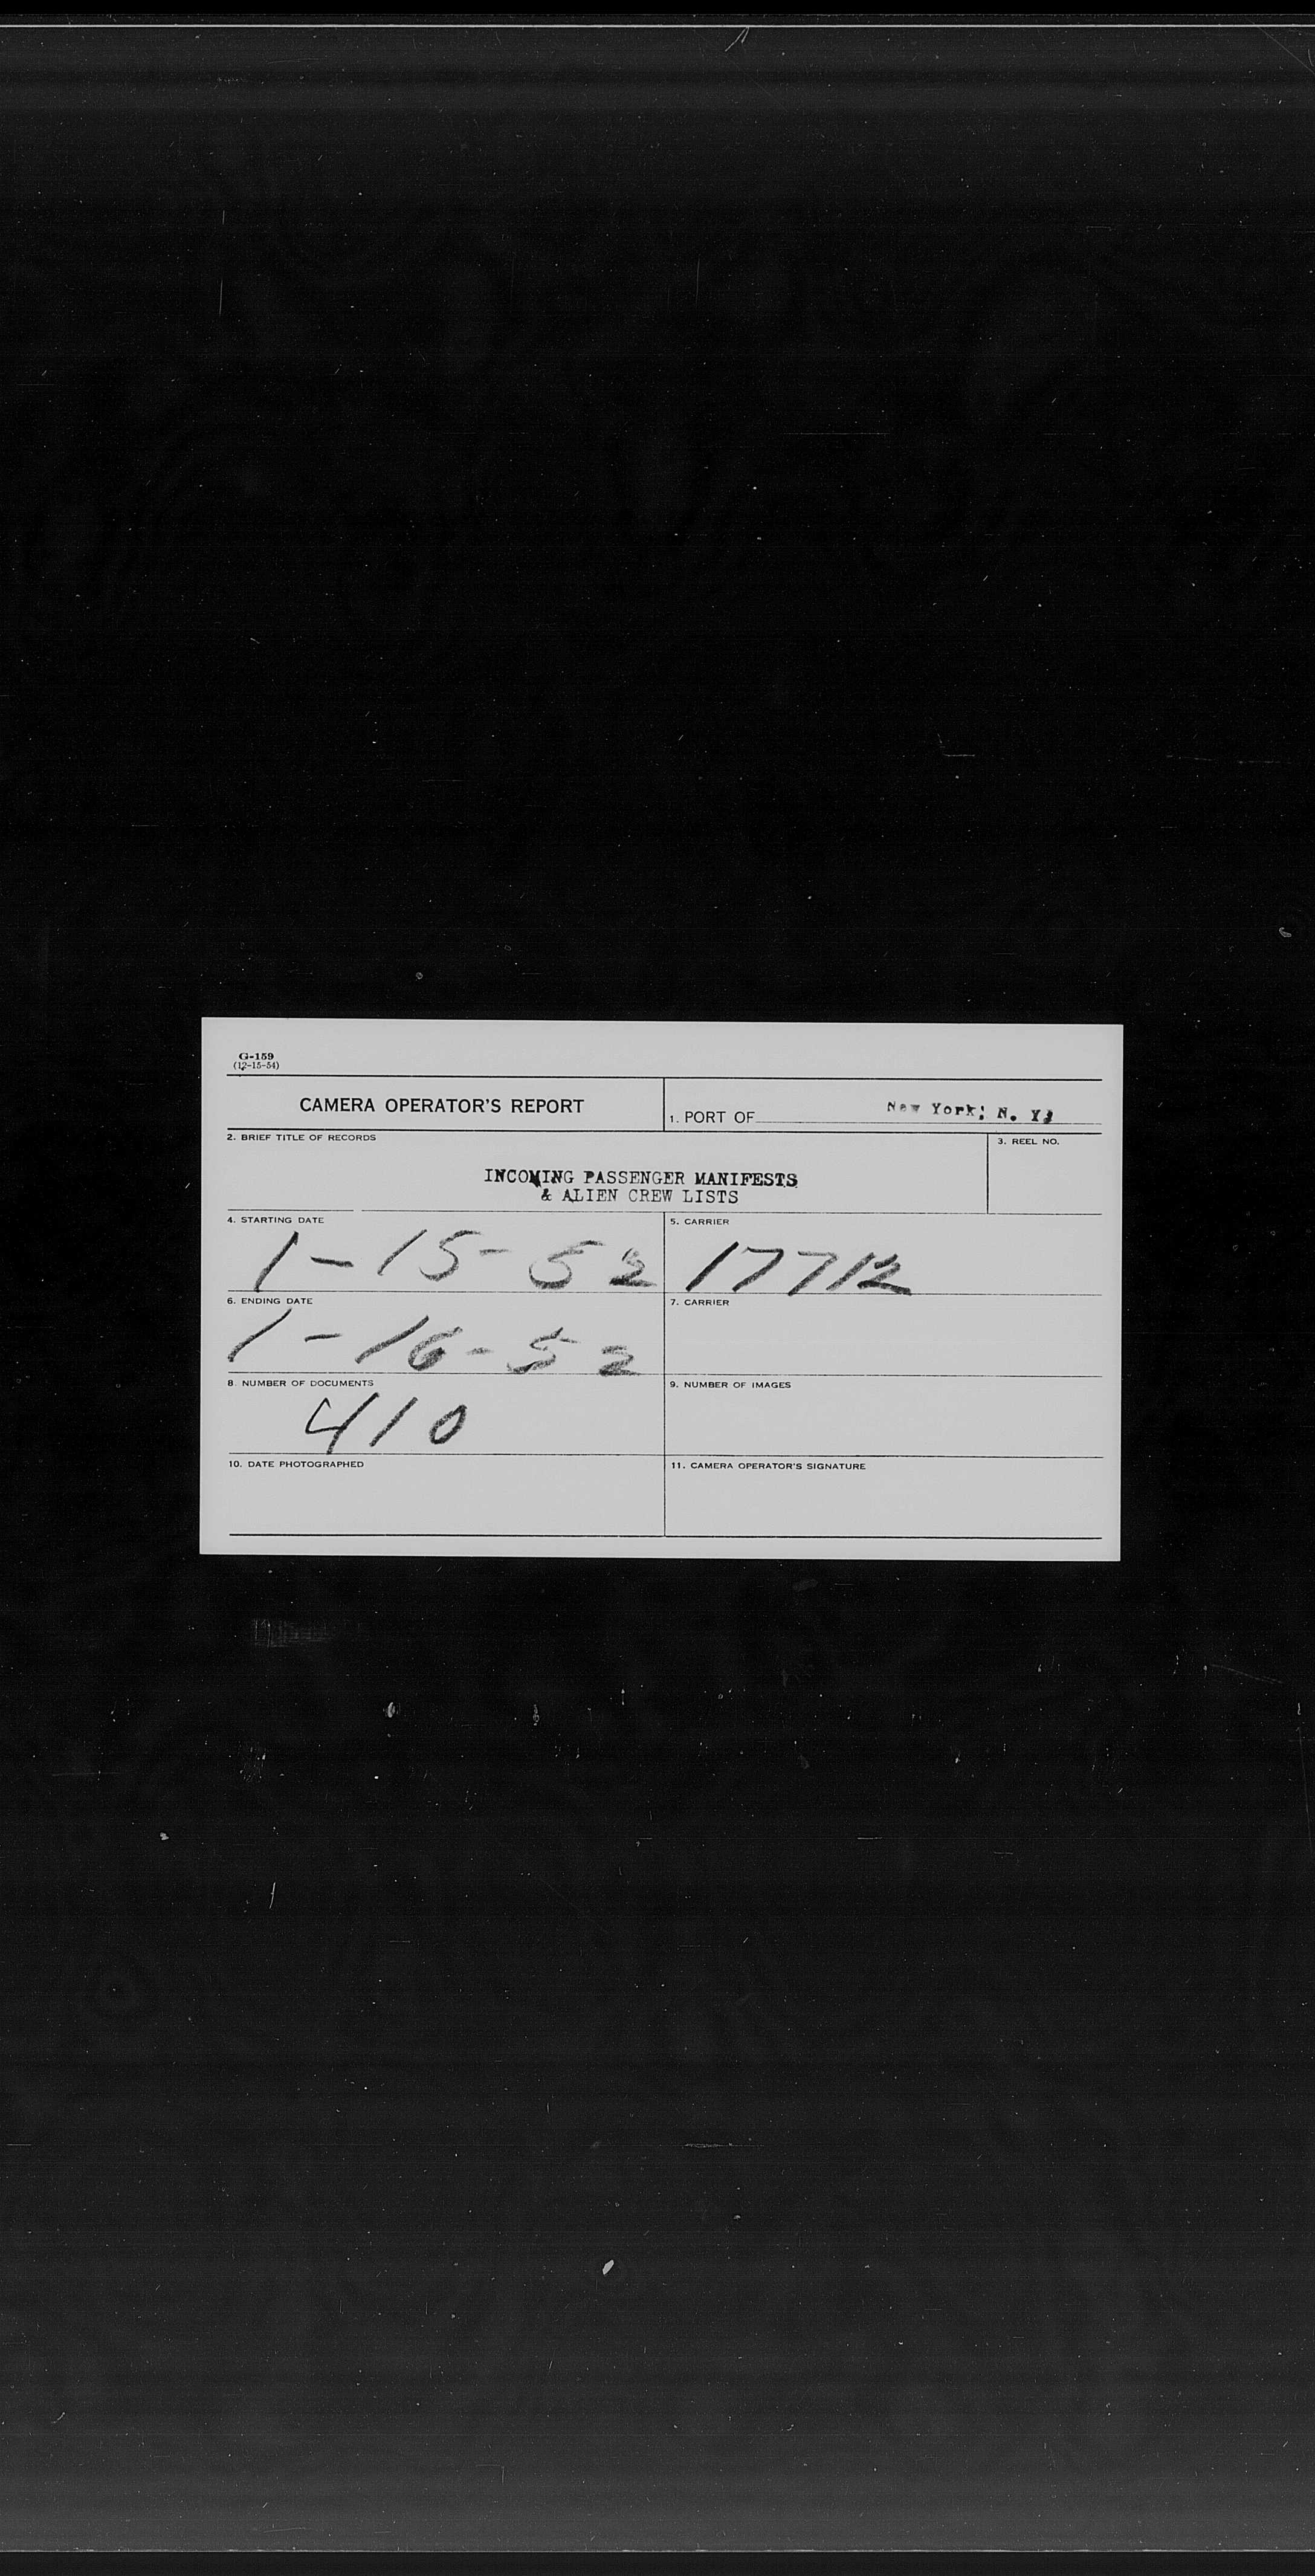 G-159
(12-15-54)
CAMERA OPERATOR'S REPORT
1. PORT OF New York, N. Y.
2. BRIEF TITLE OF RECORDS
3. REEL NO.
INCOMING PASSENGER MANIFESTS
& ALIEN CREW LISTS
4. STARTING DATE
1-15-52
5. CARRIER
17712
6. ENDING DATE
1-16-52
7. CARRIER
8. NUMBER OF DOCUMENTS
410
9. NUMBER OF IMAGES
10. DATE PHOTOGRAPHED
11. CAMERA OPERATOR'S SIGNATURE